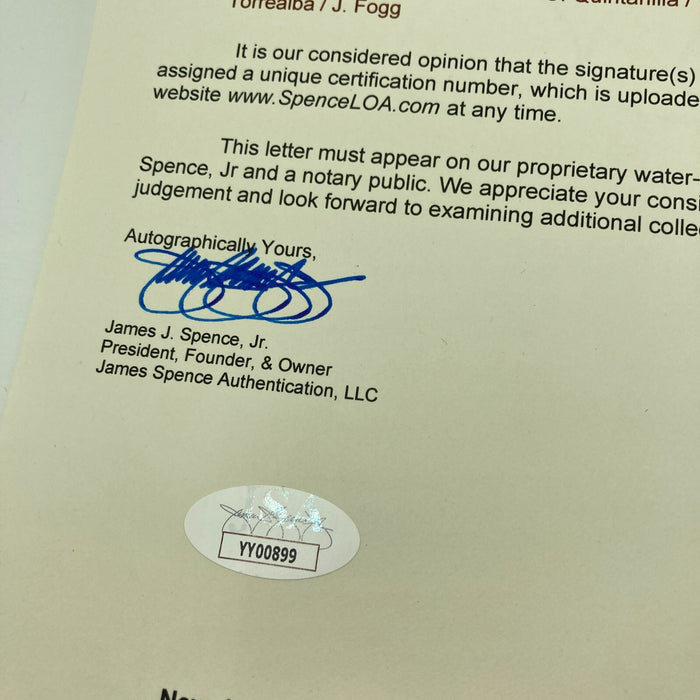 Torrealba / J. Fogg
Quintanilla /
It is our considered opinion that the signature(s)
assigned a unique certification number, which is uploade
website www.SpenceLOA.com at any time.
This letter must appear on our proprietary water-
Spence, Jr and a notary public. We appreciate your consi
judgement and look forward to examining additional colle
Autographically Yours,
James J. Spence, Jr.
President, Founder, & Owner
James Spence Authentication, LLC
YY00899